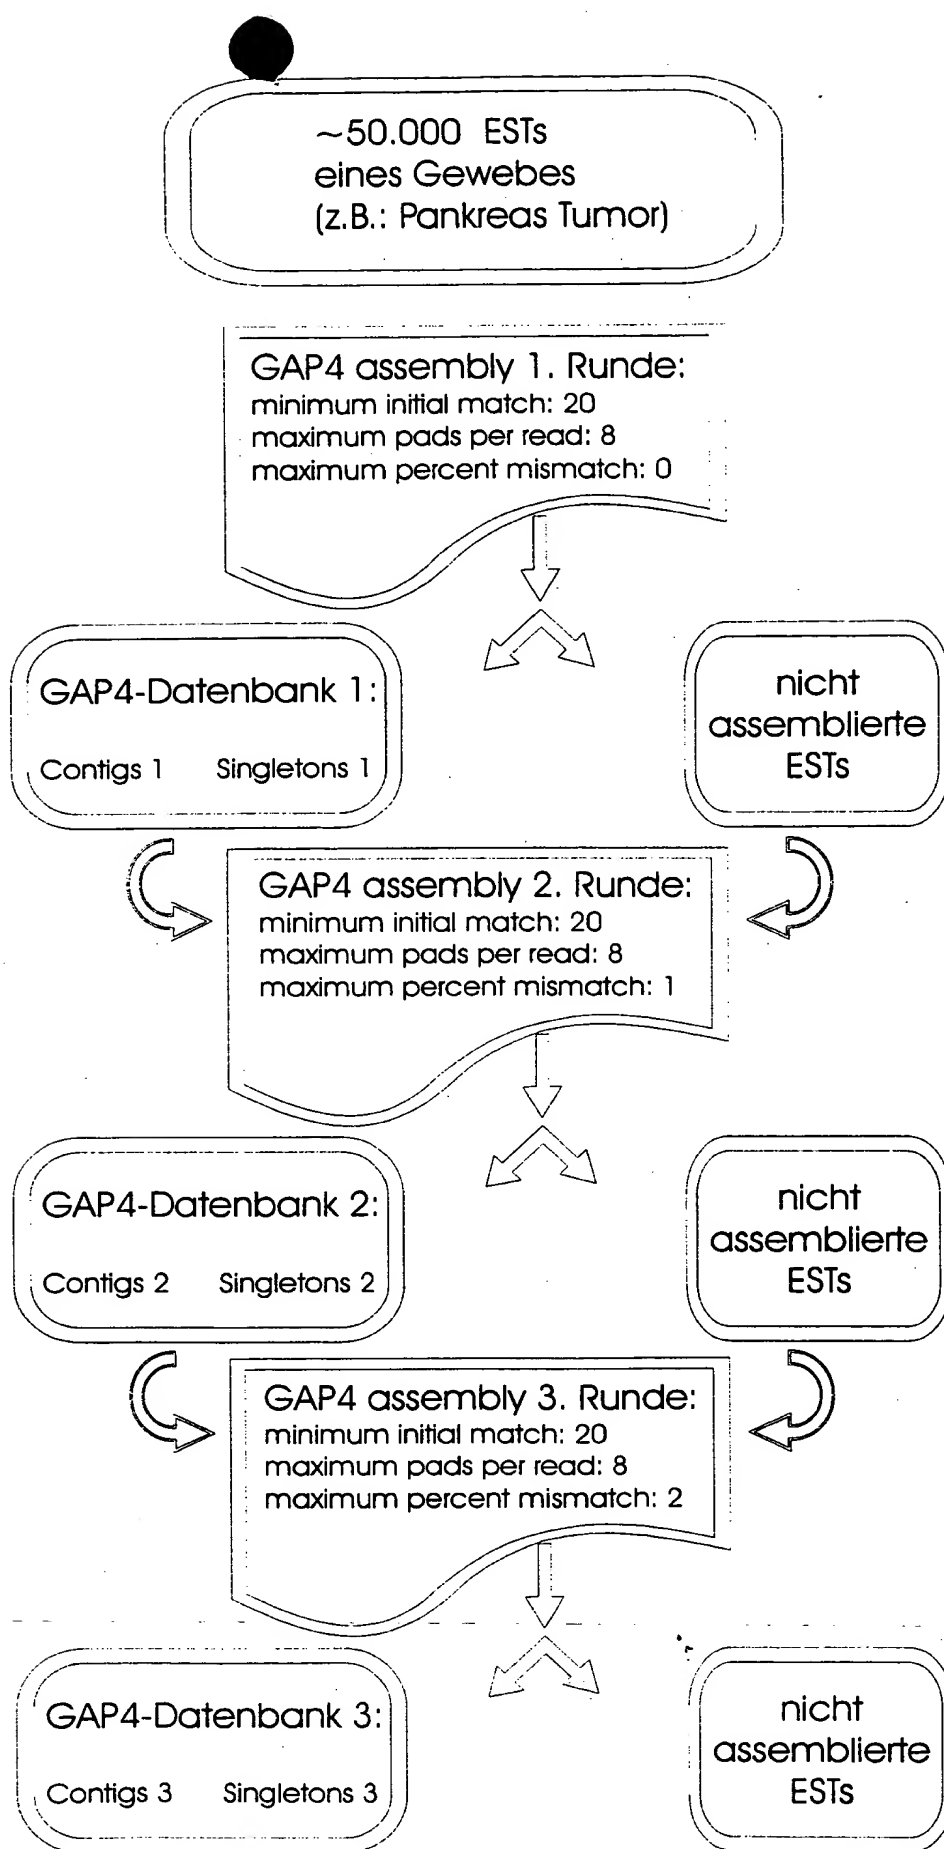 ~50.000 ESTs
eines Gewebes
(z.B.: Pankreas Tumor)
GAP4 assembly 1. Runde:
minimum initial match: 20
maximum pads per read: 8
maximum percent mismatch: 0
GAP4-Datenbank 1:
Contigs 1 Singletons 1
nicht
assemblierte
ESTs
GAP4 assembly 2. Runde:
minimum initial match: 20
maximum pads per read: 8
maximum percent mismatch: 1
GAP4-Datenbank 2:
Contigs 2 Singletons 2
nicht
assemblierte
ESTs
GAP4 assembly 3. Runde:
minimum initial match: 20
maximum pads per read: 8
maximum percent mismatch: 2
GAP4-Datenbank 3:
Contigs 3 Singletons 3
nicht
assemblierte
ESTs